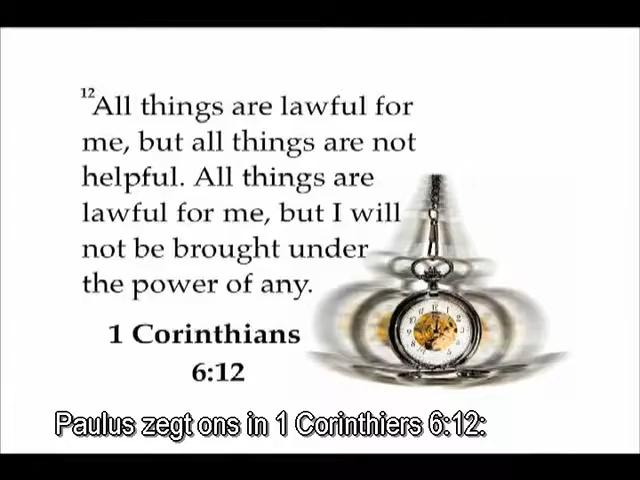 12All things are lawful for
me, but all things are not
helpful. All things are
lawful for me, but I will
not be brought under
the power of any.
1 Corinthians
6:12
Paulus zegt ons in 1 Corinthiers 6:12: